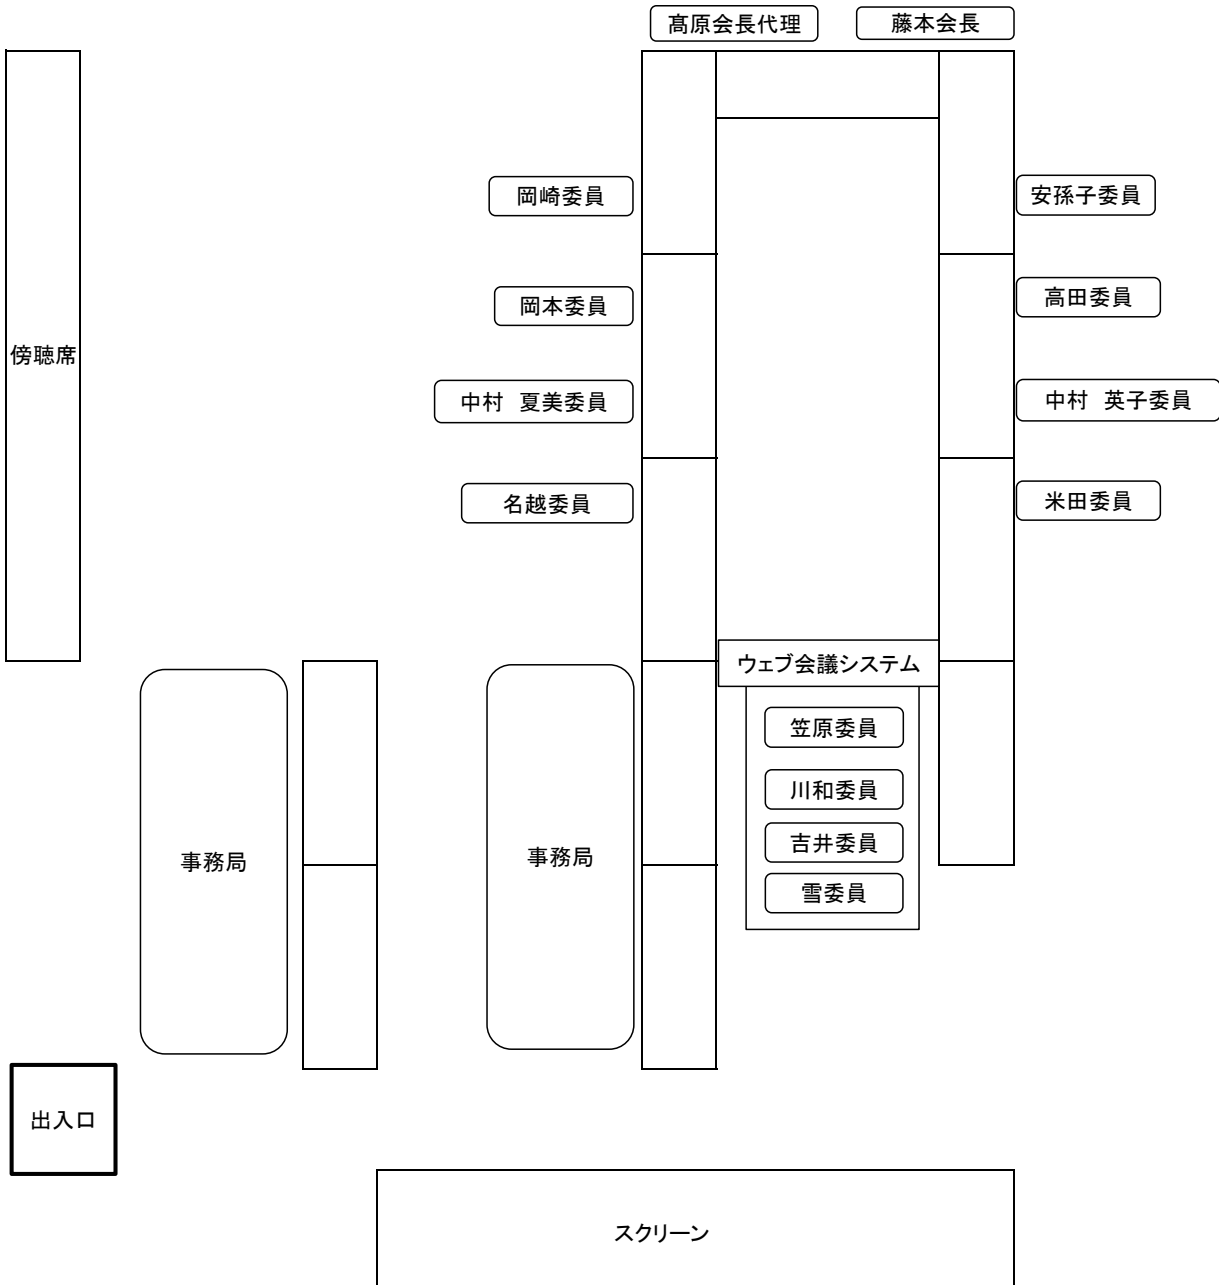 髙原会長代理
藤本会長
岡崎委員
安孫子委員
岡本委員
高田委員
傍聴席
中村　夏美委員
中村　英子委員
名越委員
米田委員
ウェブ会議システム
笠原委員
川和委員
吉井委員
雪委員
事務局
事務局
出入口
スクリーン